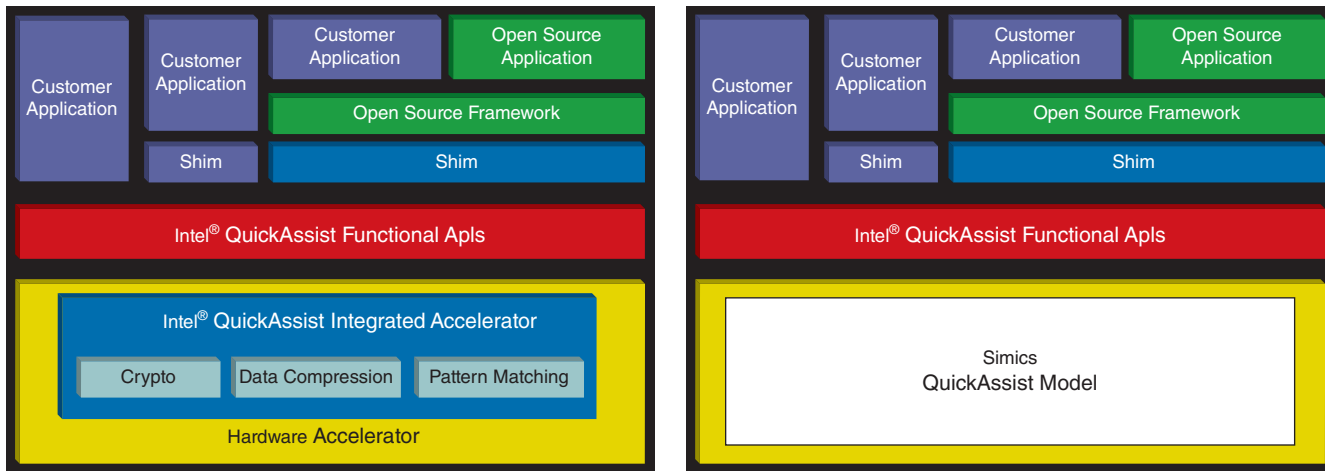 Customer
Application
Customer
Application
Customer
Application
Open Source
Application
Open Source Framework
Shim
Shim
Intel® QuickAssist Functional Apls
Intel® QuickAssist Integrated Accelerator
Crypto
Data Compression
Pattern Matching
Hardware Accelerator
Customer
Application
Customer
Application
Customer
Application
Open Source
Application
Open Source Framework
Shim
Shim
Intel® QuickAssist Functional Apls
Simics
QuickAssist Model